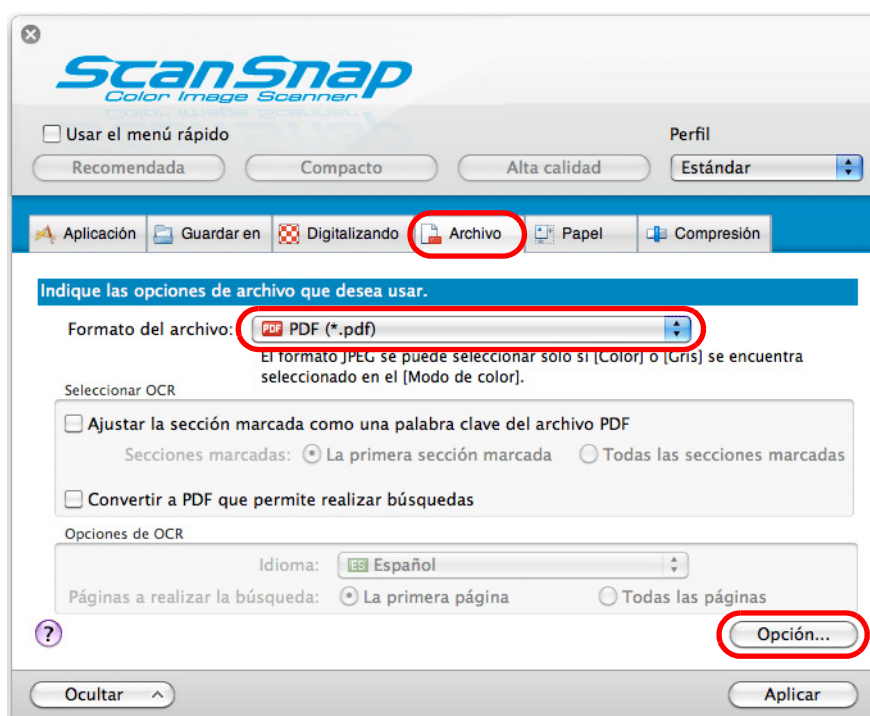 ScanSnap
Color Image Scanner
Usar el menú rápido
Perfil
Recomendada Compacto Alta calidad Estándar
Aplicación Guardar en Digitalizando Archivo Papel Compresión
Indique las opciones de archivo que desea usar.
Formato del archivo: PDF PDF (*.pdf)
El formato JPEG se puede seleccionar sólo si [Color] o [Gris] se encuentra
seleccionado en el [Modo de color].
Seleccionar OCR
Ajustar la sección marcada como una palabra clave del archivo PDF
Secciones marcadas: La primera sección marcada Todas las secciones marcadas
Convertir a PDF que permite realizar búsquedas
Opciones de OCR
Idioma: ES Español
Páginas a realizar la búsqueda: La primera página Todas las páginas
?
Opción...
Ocultar Aplicar